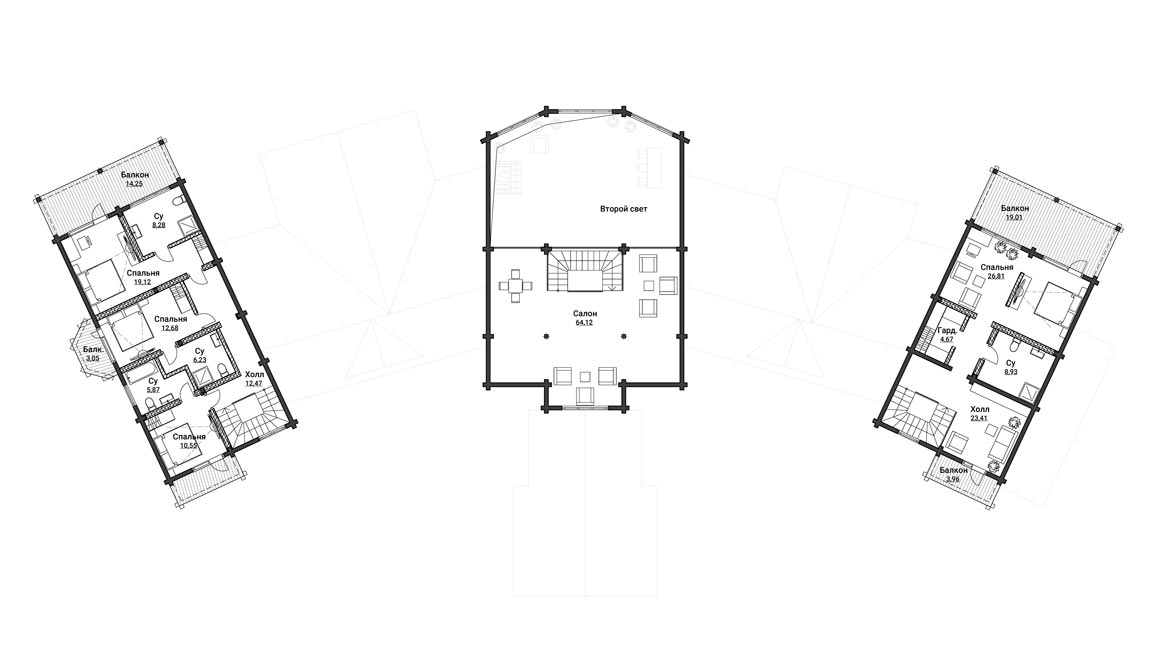 Балкон
14,25
Су
8,28
Спальня
19,12
Спальня
12,68
Балк.
3,05
Су
6,23
Су
5,87
Холл
12,47
Спальня
10,55
Второй свет
Салон
64,12
Балкон
19,01
Спальня
26,81
Гард.
4,67
Су
8,93
Холл
23,41
Балкон
3,96